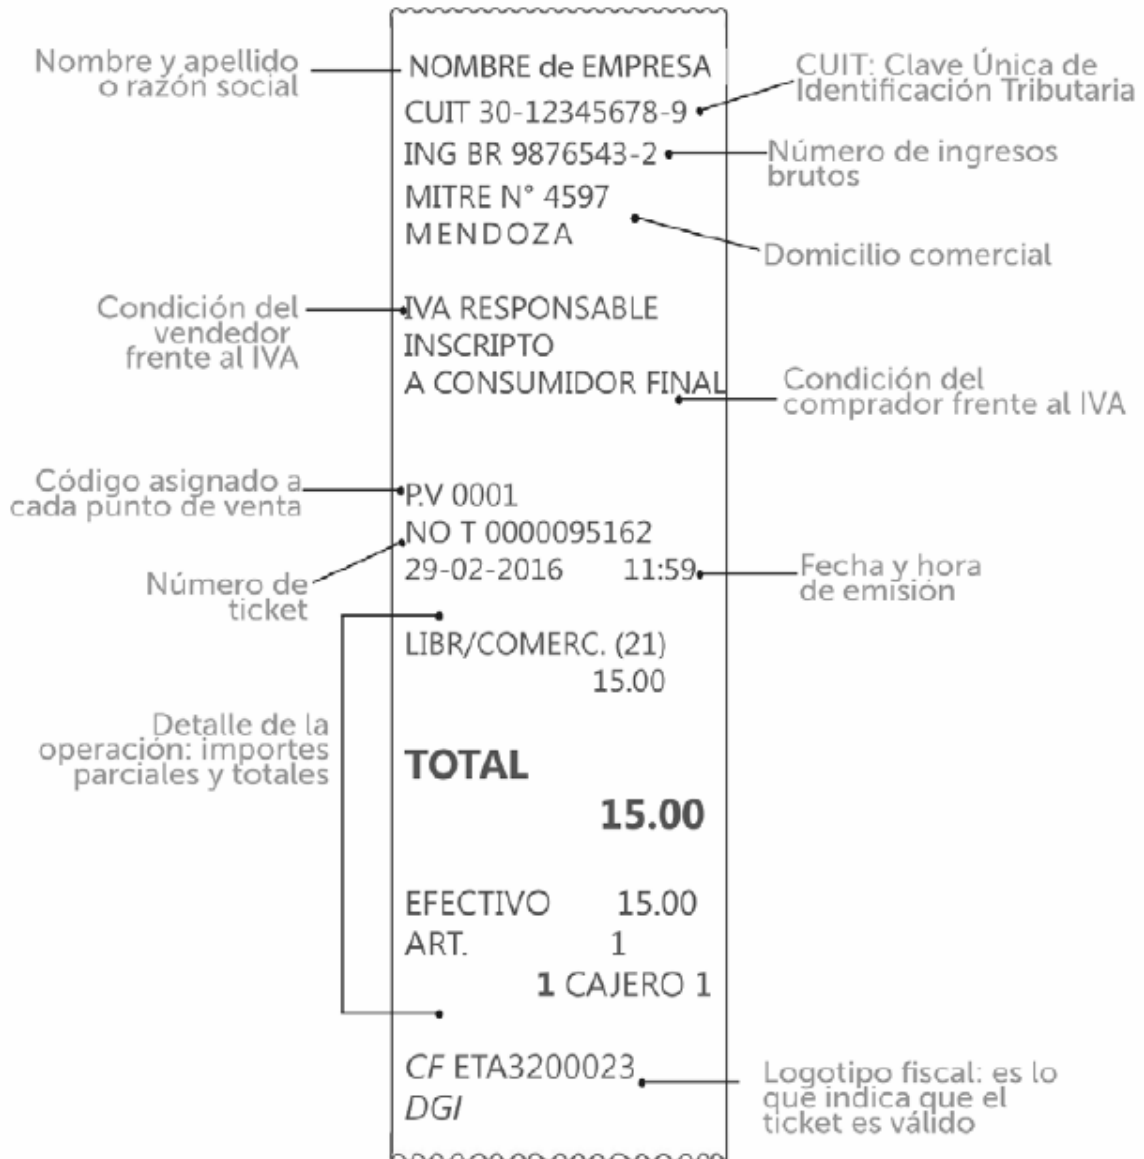 Nombre y apellido
o razón social
NOMBRE de EMPRESA
CUIT: Clave Única de
Identificación Tributaria
CUIT 30-12345678-9
ING BR 9876543-2
Número de ingresos
brutos
MITRE N° 4597
MENDOZA
Domicilio comercial
Condición del
vendedor
frente al IVA
IVA RESPONSABLE
INSCRIPTO
A CONSUMIDOR FINAL
Condición del
comprador frente al IVA
Código asignado a
cada punto de venta
P.V 0001
NO T 0000095162
Número de
ticket
29-02-2016 11:59
Fecha y hora
de emisión
LIBR/COMERC. (21)
15.00
Detalle de la
operación: importes
parciales y totales
TOTAL
15.00
EFECTIVO 15.00
ART. 1
1 CAJERO 1
CF ETA3200023
DGI
Logotipo fiscal: es lo
que indica que el
ticket es válido